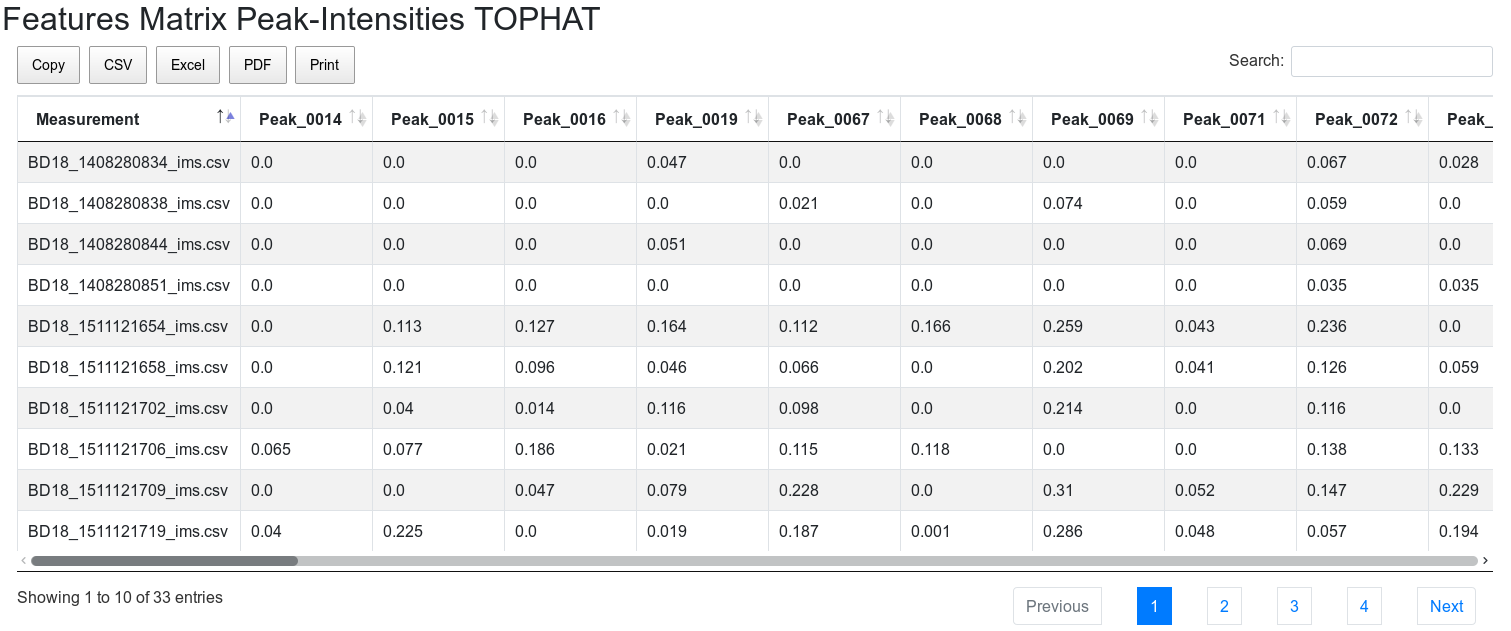 Features Matrix Peak-Intensities TOPHAT
Copy CSV Excel PDF Print Search:
Measurement Peak_0014 Peak_0015 Peak_0016 Peak_0019 Peak_0067 Peak_0068 Peak_0069 Peak_0071 Peak_0072 Peak_
BD18_1408280834_ims.csv 0.0 0.0 0.0 0.047 0.0 0.0 0.0 0.0 0.067 0.028
BD18_1408280838_ims.csv 0.0 0.0 0.0 0.0 0.021 0.0 0.074 0.0 0.059 0.0
BD18_1408280844_ims.csv 0.0 0.0 0.0 0.051 0.0 0.0 0.0 0.0 0.069 0.0
BD18_1408280851_ims.csv 0.0 0.0 0.0 0.0 0.0 0.0 0.0 0.0 0.035 0.035
BD18_1511121654_ims.csv 0.0 0.113 0.127 0.164 0.112 0.166 0.259 0.043 0.236 0.0
BD18_1511121658_ims.csv 0.0 0.121 0.096 0.046 0.066 0.0 0.202 0.041 0.126 0.059
BD18_1511121702_ims.csv 0.0 0.04 0.014 0.116 0.098 0.0 0.214 0.0 0.116 0.0
BD18_1511121706_ims.csv 0.065 0.077 0.186 0.021 0.115 0.118 0.0 0.0 0.138 0.133
BD18_1511121709_ims.csv 0.0 0.0 0.047 0.079 0.228 0.0 0.31 0.052 0.147 0.229
BD18_1511121719_ims.csv 0.04 0.225 0.0 0.019 0.187 0.001 0.286 0.048 0.057 0.194
Showing 1 to 10 of 33 entries Previous 1 2 3 4 Next